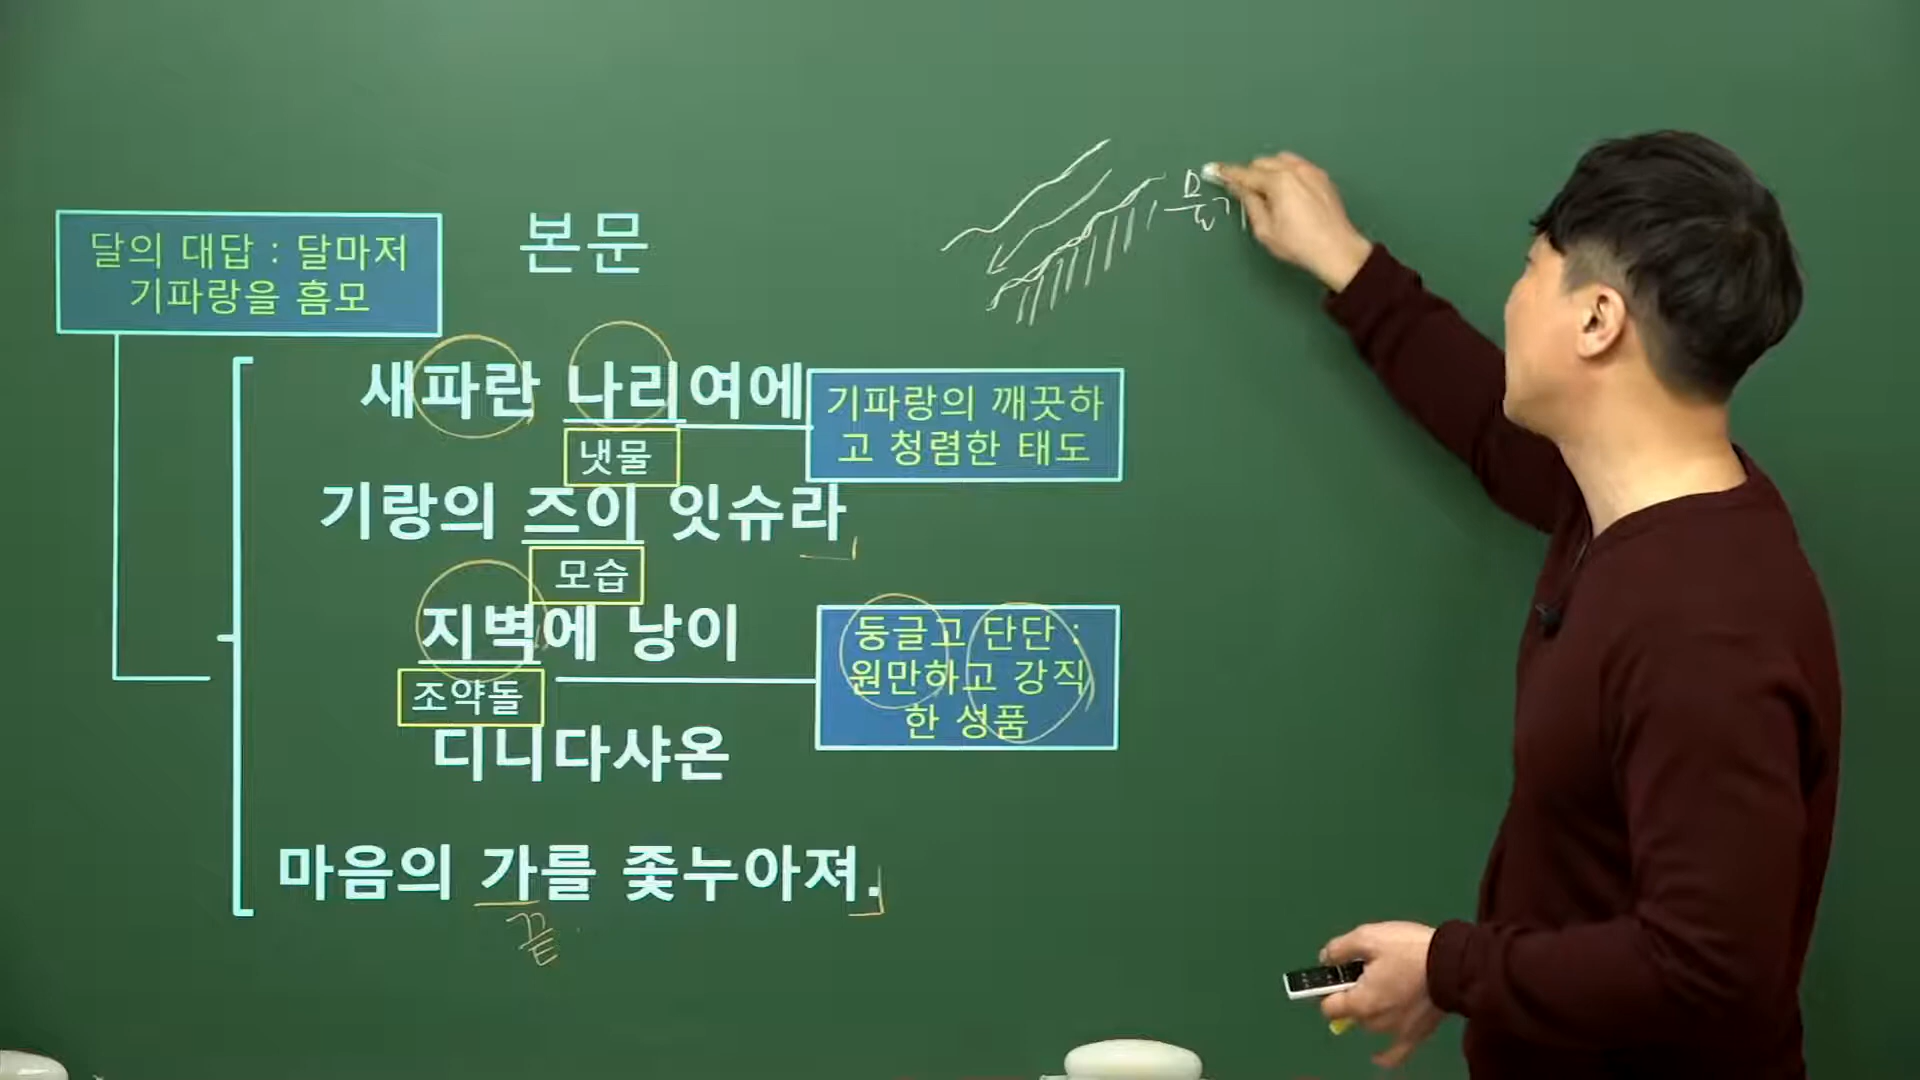 달의 대답 : 달마저
기파랑을 흠모
본문
새파란 나리여에
기파랑의 깨끗하
고 청렴한 태도
냇물
기랑의 즈이 잇슈라
모습
지벽에 낭이
둥글고 단단 :
원만하고 강직
한 성품
조약돌
디니다샤온
마음의 가를 좇누아져.
끝
물가